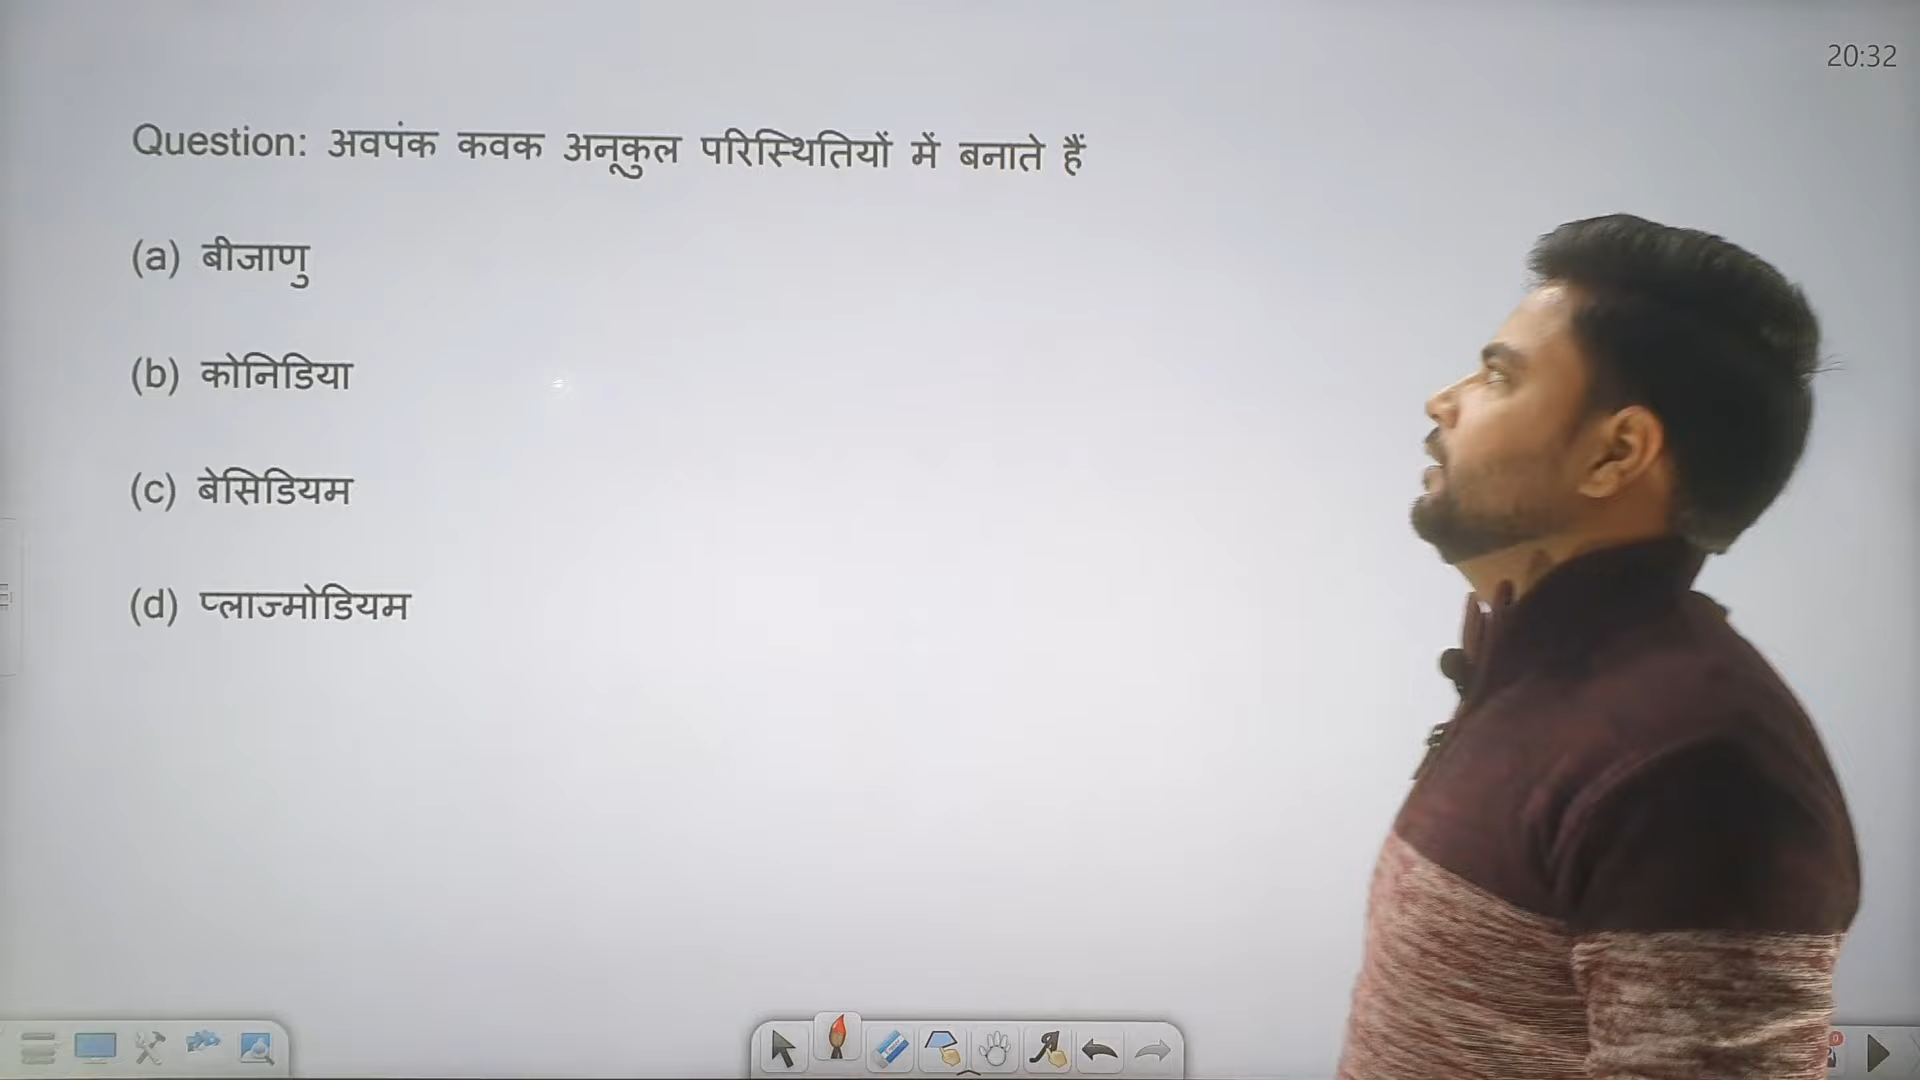 20:32
Question: अवपंक कवक अनूकुल परिस्थितियों में बनाते हैं
(a) बीजाणु
(b) कोनिडिया
(c) बेसिडियम
(d) प्लाज्मोडियम